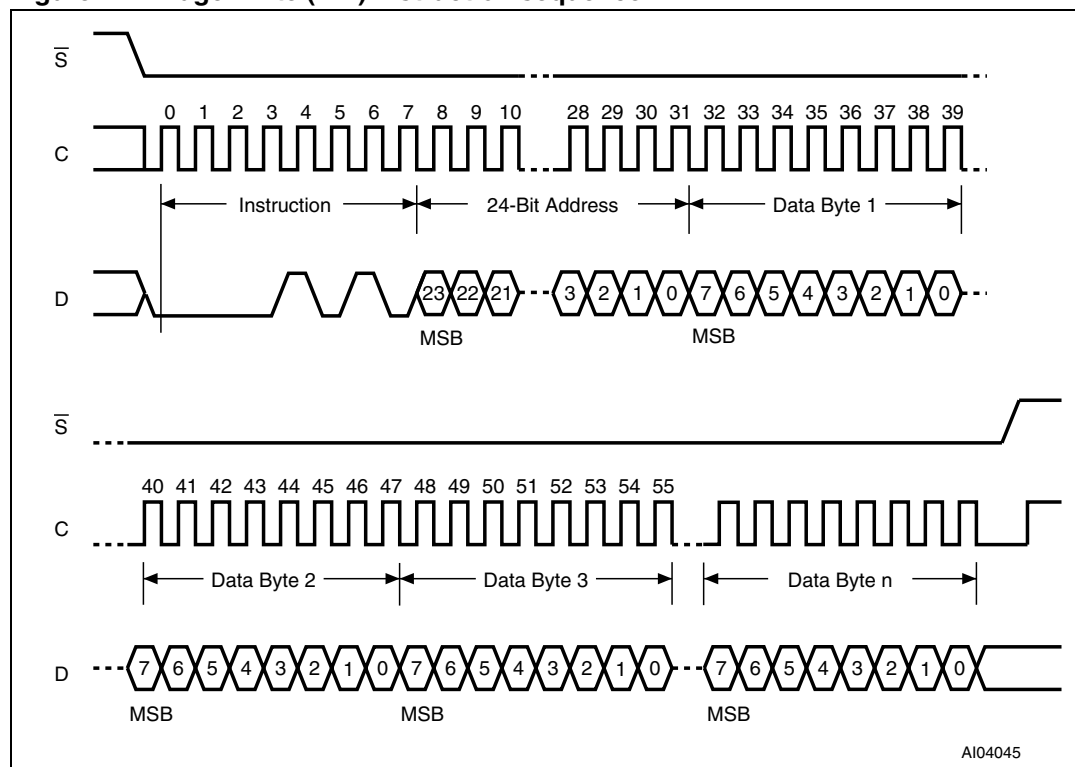 S
0 1 2 3 4 5 6 7 8 9 10 28 29 30 31 32 33 34 35 36 37 38 39
C
Instruction 24-Bit Address Data Byte 1
D 23 22 21 3 2 1 0 7 6 5 4 3 2 1 0
MSB MSB
S
40 41 42 43 44 45 46 47 48 49 50 51 52 53 54 55
C
Data Byte 2 Data Byte 3 Data Byte n
D 7 6 5 4 3 2 1 0 7 6 5 4 3 2 1 0 7 6 5 4 3 2 1 0
MSB MSB MSB
AI04045